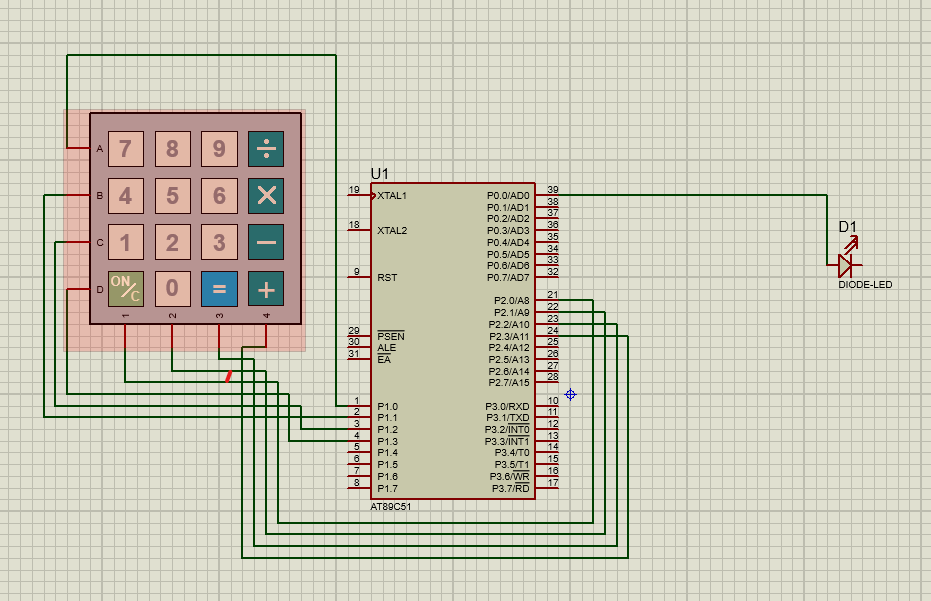 A 7 8 9 ÷
B 4 5 6 ×
C 1 2 3 −
D ON/C 0 = +
1 2 3 4
U1
19 XTAL1
18 XTAL2
9 RST
29 PSEN
30 ALE
31 EA
1 P1.0
2 P1.1
3 P1.2
4 P1.3
5 P1.4
6 P1.5
7 P1.6
8 P1.7
P0.0/AD0 39
P0.1/AD1 38
P0.2/AD2 37
P0.3/AD3 36
P0.4/AD4 35
P0.5/AD5 34
P0.6/AD6 33
P0.7/AD7 32
P2.0/A8 21
P2.1/A9 22
P2.2/A10 23
P2.3/A11 24
P2.4/A12 25
P2.5/A13 26
P2.6/A14 27
P2.7/A15 28
P3.0/RXD 10
P3.1/TXD 11
P3.2/INT0 12
P3.3/INT1 13
P3.4/T0 14
P3.5/T1 15
P3.6/WR 16
P3.7/RD 17
AT89C51
D1
DIODE-LED